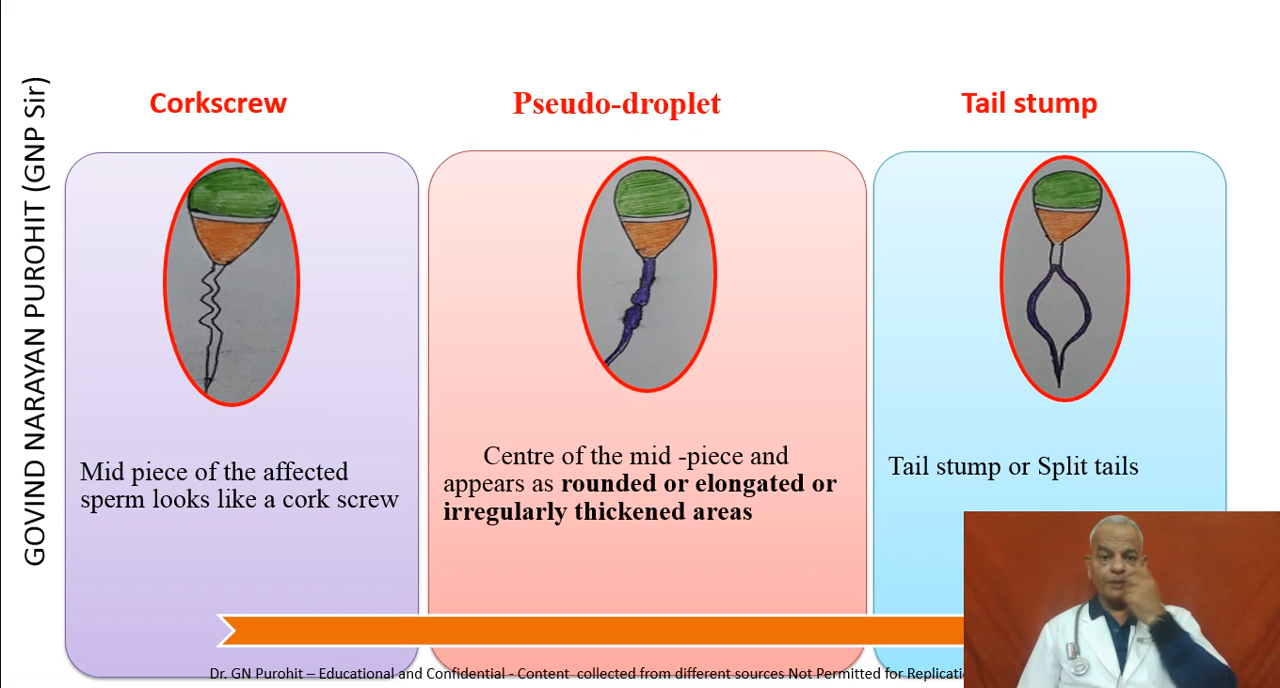 GOVIND NARAYAN PUROHIT (GNP Sir)
Corkscrew
Pseudo-droplet
Tail stump
Mid piece of the affected
sperm looks like a cork screw
Centre of the mid -piece and
appears as rounded or elongated or
irregularly thickened areas
Tail stump or Split tails
Dr. GN Purohit – Educational and Confidential - Content collected from different sources Not Permitted for